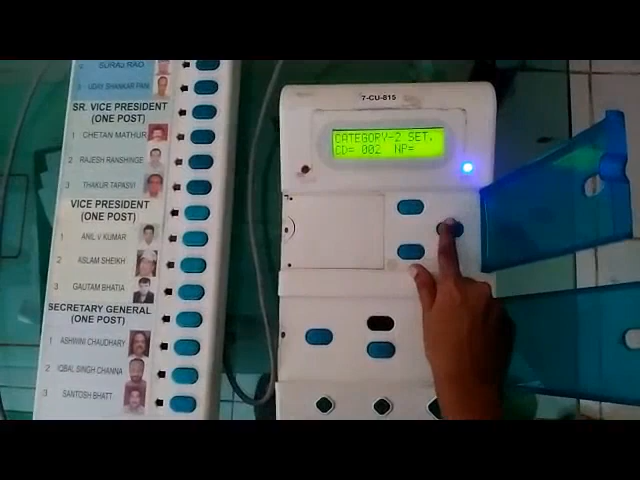 SURAJ RAO
UDAY SHANKAR PANI
SR. VICE PRESIDENT
(ONE POST)
1 CHETAN MATHUR
2 RAJESH RANSHINGE
3 THAKUR TAPASVI
VICE PRESIDENT
(ONE POST)
1 ANIL V KUMAR
2 ASLAM SHEIKH
3 GAUTAM BHATIA
SECRETARY GENERAL
(ONE POST)
1 ASHWINI CHAUDHARY
2 IQBAL SINGH CHANNA
3 SANTOSH BHATT
7-CU-815
CATEGORY-2 SET.
CD= 002 NP=